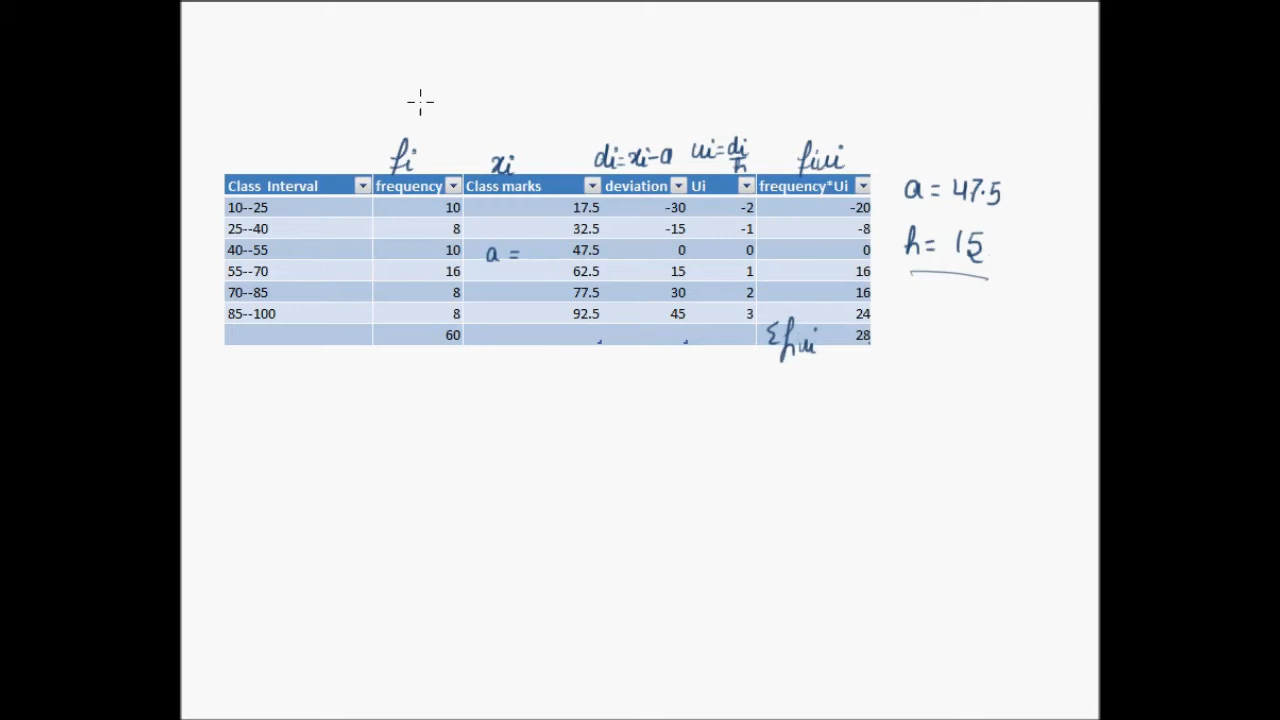 fi xi di=xi-a ui=di/h fiui
Class Interval frequency Class marks deviation Ui frequency*Ui
10--25 10 17.5 -30 -2 -20
25--40 8 32.5 -15 -1 -8
40--55 10 a = 47.5 0 0 0
55--70 16 62.5 15 1 16
70--85 8 77.5 30 2 16
85--100 8 92.5 45 3 24
60 Σfiui 28
a = 47.5
h = 15